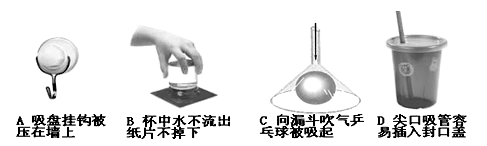 A 吸盘挂钩被
压在墙上
B 杯中水不流出
纸片不掉下
C 向漏斗吹气乒
乓球被吸起
D 尖口吸管容
易插入封口盖